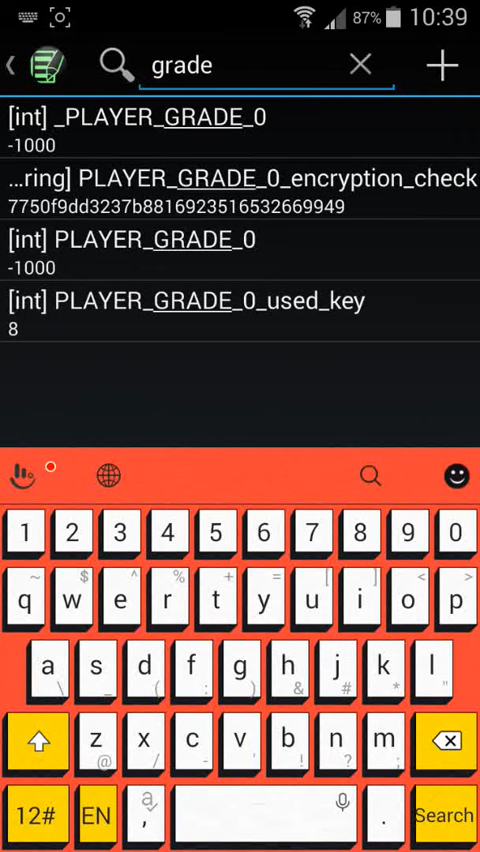 87% 10:39
grade
[int] _PLAYER_GRADE_0
-1000
...ring] PLAYER_GRADE_0_encryption_check
7750f9dd3237b8816923516532669949
[int] PLAYER_GRADE_0
-1000
[int] PLAYER_GRADE_0_used_key
8
1 2 3 4 5 6 7 8 9 0
~ $ ^ % + = [ ] < >
q w e r t y u i o p
a s d f g h j k l
\ _ ( : ) & # * "
z x c v b n m
@ / - ' ! ? ;
12# EN , . Search